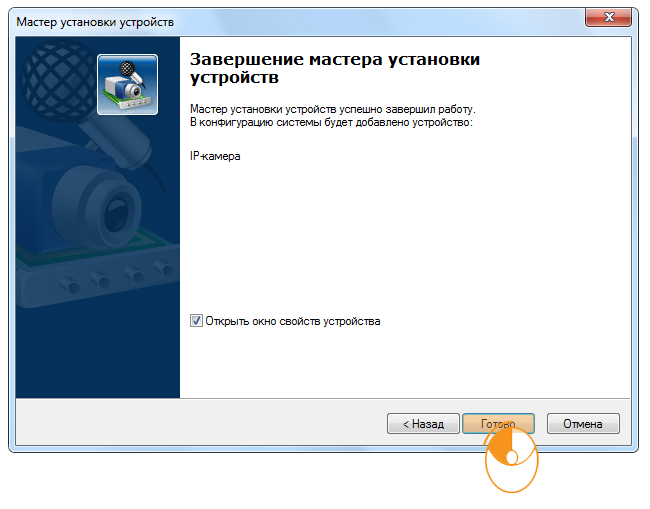 Мастер установки устройств
Завершение мастера установки
устройств
Мастер установки устройств успешно завершил работу.
В конфигурацию системы будет добавлено устройство:
IP-камера
Открыть окно свойств устройства
< Назад
Готово
Отмена